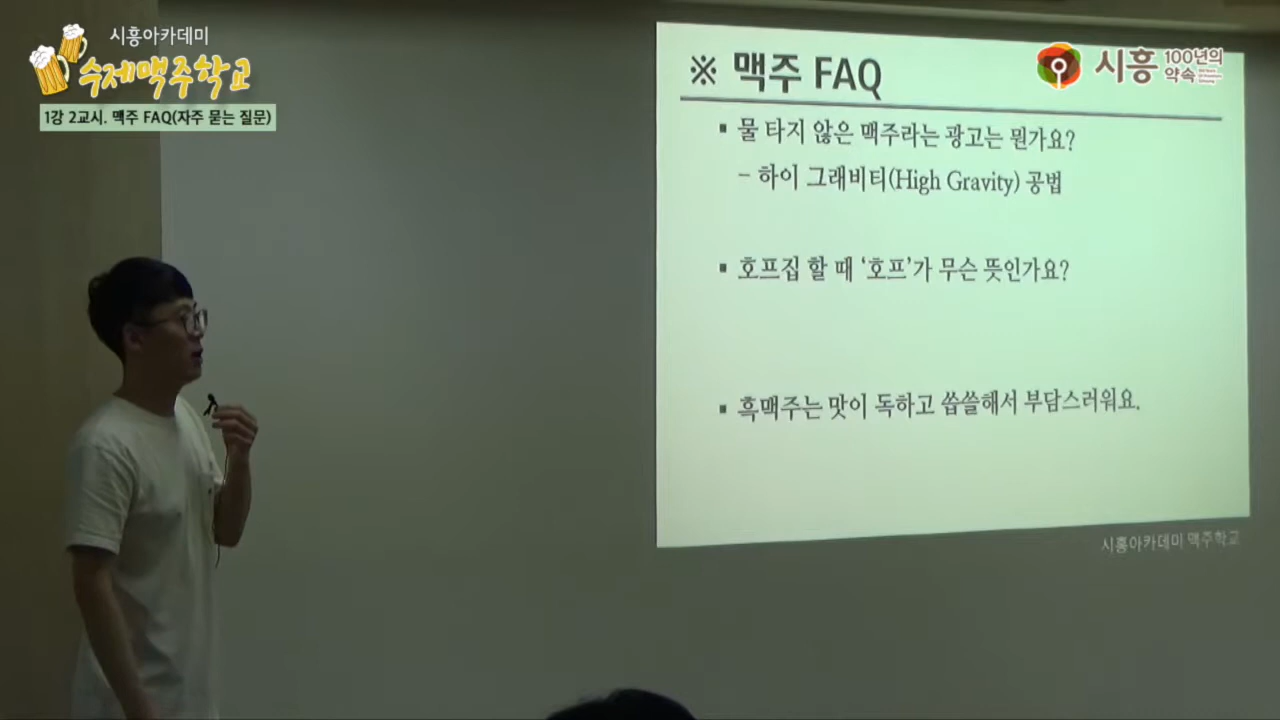 시흥아카데미
수제맥주학교
1강 2교시. 맥주 FAQ(자주 묻는 질문)
시흥 100년의 약속
※ 맥주 FAQ
▪ 물 타지 않은 맥주라는 광고는 뭔가요?
- 하이 그래비티(High Gravity) 공법
▪ 호프집 할 때 ‘호프’가 무슨 뜻인가요?
▪ 흑맥주는 맛이 독하고 씁쓸해서 부담스러워요.
시흥아카데미 맥주학교